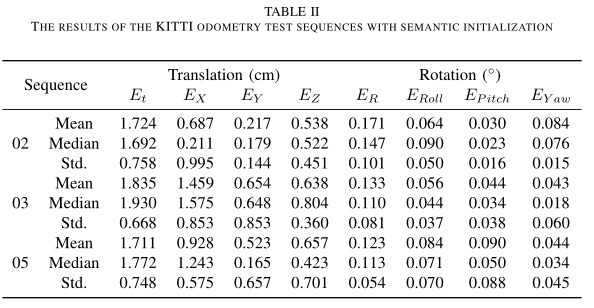 TABLE II
THE RESULTS OF THE KITTI ODOMETRY TEST SEQUENCES WITH SEMANTIC INITIALIZATION
Sequence Translation (cm) Rotation (°)
E_t E_X E_Y E_Z E_R E_Roll E_Pitch E_Yaw
Mean 1.724 0.687 0.217 0.538 0.171 0.064 0.030 0.084
02 Median 1.692 0.211 0.179 0.522 0.147 0.090 0.023 0.076
Std. 0.758 0.995 0.144 0.451 0.101 0.050 0.016 0.015
Mean 1.835 1.459 0.654 0.638 0.133 0.056 0.044 0.043
03 Median 1.930 1.575 0.648 0.804 0.110 0.044 0.034 0.018
Std. 0.668 0.853 0.853 0.360 0.081 0.037 0.038 0.060
Mean 1.711 0.928 0.523 0.657 0.123 0.084 0.090 0.044
05 Median 1.772 1.243 0.165 0.423 0.113 0.071 0.050 0.034
Std. 0.748 0.575 0.657 0.701 0.054 0.070 0.088 0.045